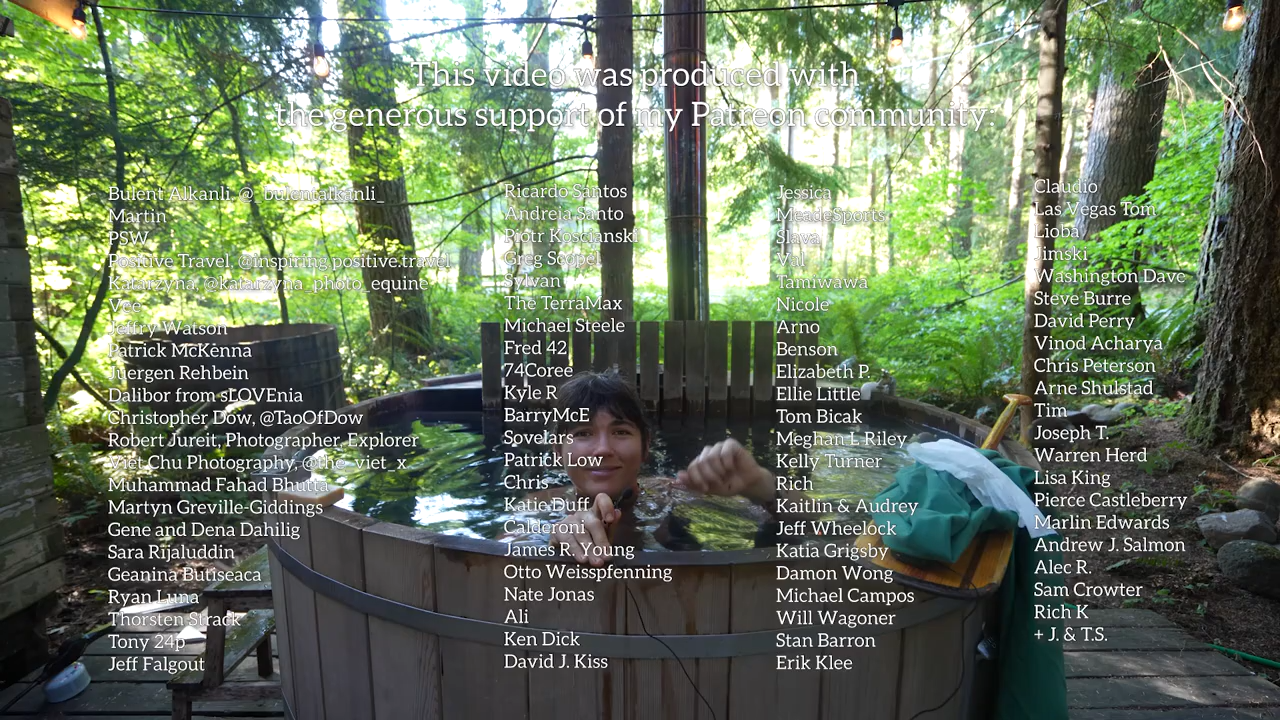 This video was produced with
the generous support of my Patreon community:
Bulent Alkanli, @_bulentalkanli_
Martin
PSW
Positive Travel, @inspiring.positive.travel
Katarzyna, @katarzyna_photo_equine
Vee
Jeffry Watson
Patrick McKenna
Juergen Rehbein
Dalibor from sLOVEnia
Christopher Dow, @TaoOfDow
Robert Jureit, Photographer, Explorer
Viet Chu Photography, @the_viet_x
Muhammad Fahad Bhutta
Martyn Greville-Giddings
Gene and Dena Dahilig
Sara Rijaluddin
Geanina Butiseaca
Ryan Luna
Thorsten Strack
Tony 24p
Jeff Falgout
Ricardo Santos
Andreia Santo
Piotr Koscianski
Greg Scopel
Sylvan
The TerraMax
Michael Steele
Fred 42
74Coree
Kyle R
BarryMcE
Sovelars
Patrick Low
Chris
Katie Duff
Calderoni
James R. Young
Otto Weisspfenning
Nate Jonas
Ali
Ken Dick
David J. Kiss
Jessica
MeadeSports
Slava
Val
Tamiwawa
Nicole
Arno
Benson
Elizabeth P.
Ellie Little
Tom Bicak
Meghan L Riley
Kelly Turner
Rich
Kaitlin & Audrey
Jeff Wheelock
Katia Grigsby
Damon Wong
Michael Campos
Will Wagoner
Stan Barron
Erik Klee
Claudio
Las Vegas Tom
Lioba
Jimski
Washington Dave
Steve Burre
David Perry
Vinod Acharya
Chris Peterson
Arne Shulstad
Tim
Joseph T.
Warren Herd
Lisa King
Pierce Castleberry
Marlin Edwards
Andrew J. Salmon
Alec R.
Sam Crowter
Rich K
+ J. & T.S.